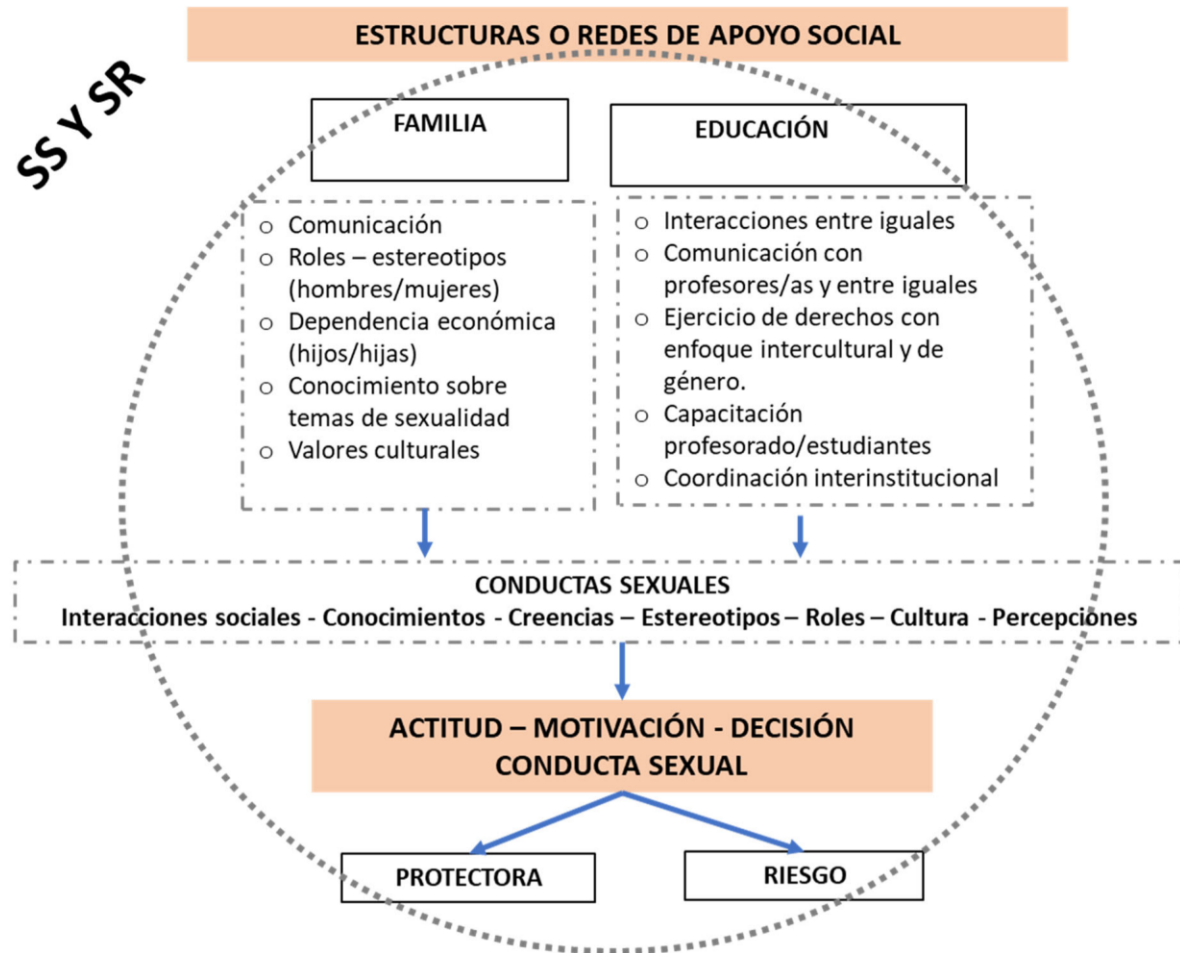 ESTRUCTURAS O REDES DE APOYO SOCIAL
SS Y SR
FAMILIA
○ Comunicación
○ Roles – estereotipos
(hombres/mujeres)
○ Dependencia económica
(hijos/hijas)
○ Conocimiento sobre
temas de sexualidad
○ Valores culturales
EDUCACIÓN
○ Interacciones entre iguales
○ Comunicación con
profesores/as y entre iguales
○ Ejercicio de derechos con
enfoque intercultural y de
género.
○ Capacitación
profesorado/estudiantes
○ Coordinación interinstitucional
CONDUCTAS SEXUALES
Interacciones sociales - Conocimientos - Creencias – Estereotipos – Roles – Cultura - Percepciones
ACTITUD – MOTIVACIÓN - DECISIÓN
CONDUCTA SEXUAL
PROTECTORA
RIESGO